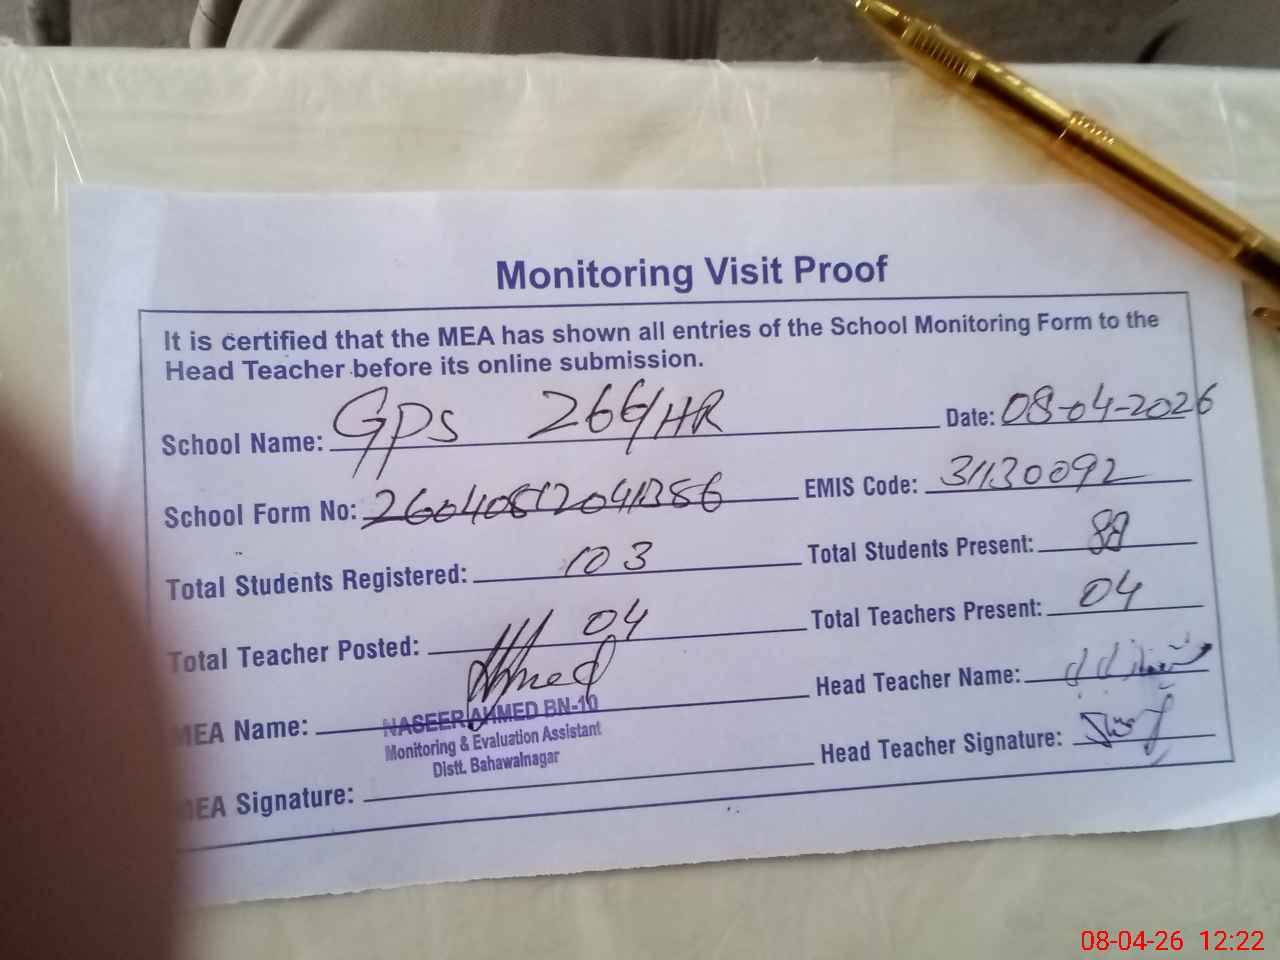 Monitoring Visit Proof
It is certified that the MEA has shown all entries of the School Monitoring Form to the
Head Teacher before its online submission.
School Name: GPS 266/HR Date: 08-04-2026
School Form No: EMIS Code: 31130092
Total Students Registered: 103 Total Students Present: 88
Total Teacher Posted: 04 Total Teachers Present: 04
MEA Name: Ahmed Head Teacher Name:
NASEER AHMED BN-10
Monitoring & Evaluation Assistant
Distt. Bahawalnagar
MEA Signature: Head Teacher Signature:
08-04-26 12:22